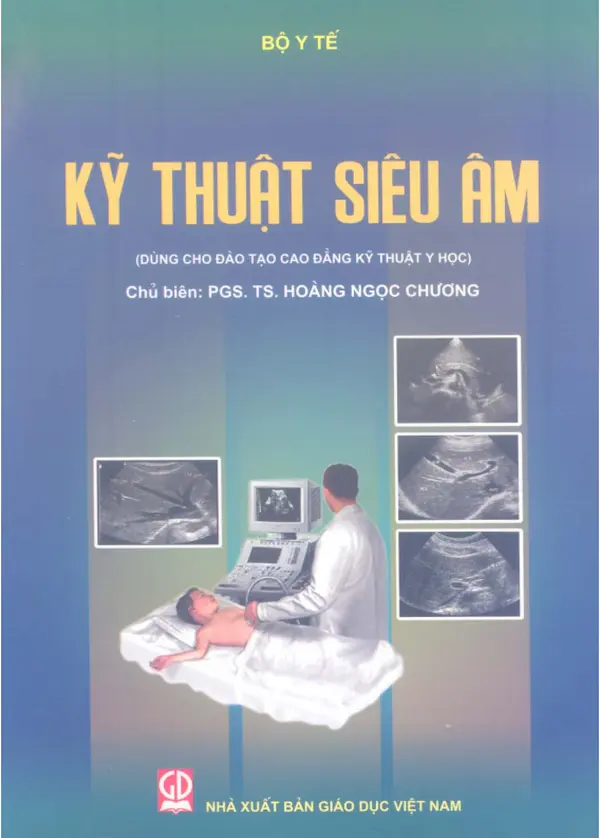 BỘ Y TẾ
KỸ THUẬT SIÊU ÂM
(DÙNG CHO ĐÀO TẠO CAO ĐẲNG KỸ THUẬT Y HỌC)
Chủ biên: PGS. TS. HOÀNG NGỌC CHƯƠNG
GD
NHÀ XUẤT BẢN GIÁO DỤC VIỆT NAM